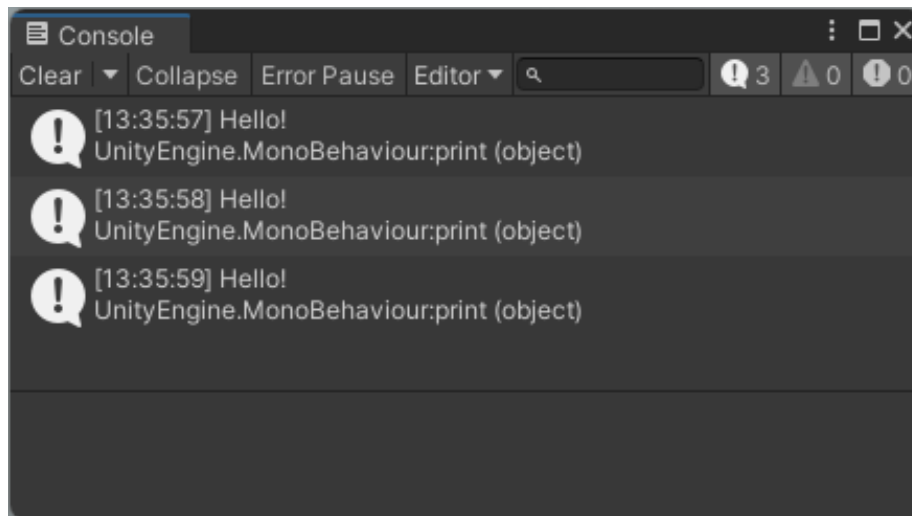 Console
Clear Collapse Error Pause Editor 3 0 0
[13:35:57] Hello!
UnityEngine.MonoBehaviour:print (object)
[13:35:58] Hello!
UnityEngine.MonoBehaviour:print (object)
[13:35:59] Hello!
UnityEngine.MonoBehaviour:print (object)